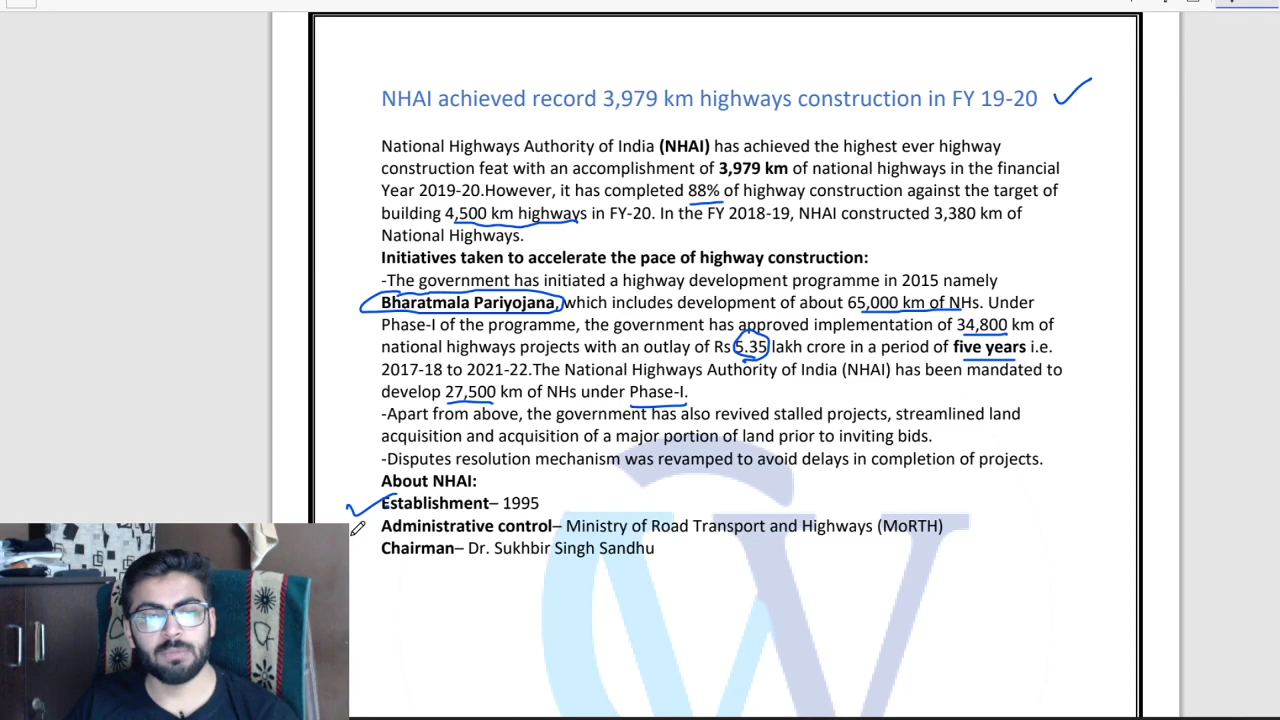 NHAI achieved record 3,979 km highways construction in FY 19-20
National Highways Authority of India (NHAI) has achieved the highest ever highway
construction feat with an accomplishment of 3,979 km of national highways in the financial
Year 2019-20.However, it has completed 88% of highway construction against the target of
building 4,500 km highways in FY-20. In the FY 2018-19, NHAI constructed 3,380 km of
National Highways.
Initiatives taken to accelerate the pace of highway construction:
-The government has initiated a highway development programme in 2015 namely
Bharatmala Pariyojana, which includes development of about 65,000 km of NHs. Under
Phase-I of the programme, the government has approved implementation of 34,800 km of
national highways projects with an outlay of Rs 5.35 lakh crore in a period of five years i.e.
2017-18 to 2021-22.The National Highways Authority of India (NHAI) has been mandated to
develop 27,500 km of NHs under Phase-I.
-Apart from above, the government has also revived stalled projects, streamlined land
acquisition and acquisition of a major portion of land prior to inviting bids.
-Disputes resolution mechanism was revamped to avoid delays in completion of projects.
About NHAI:
Establishment– 1995
Administrative control– Ministry of Road Transport and Highways (MoRTH)
Chairman– Dr. Sukhbir Singh Sandhu